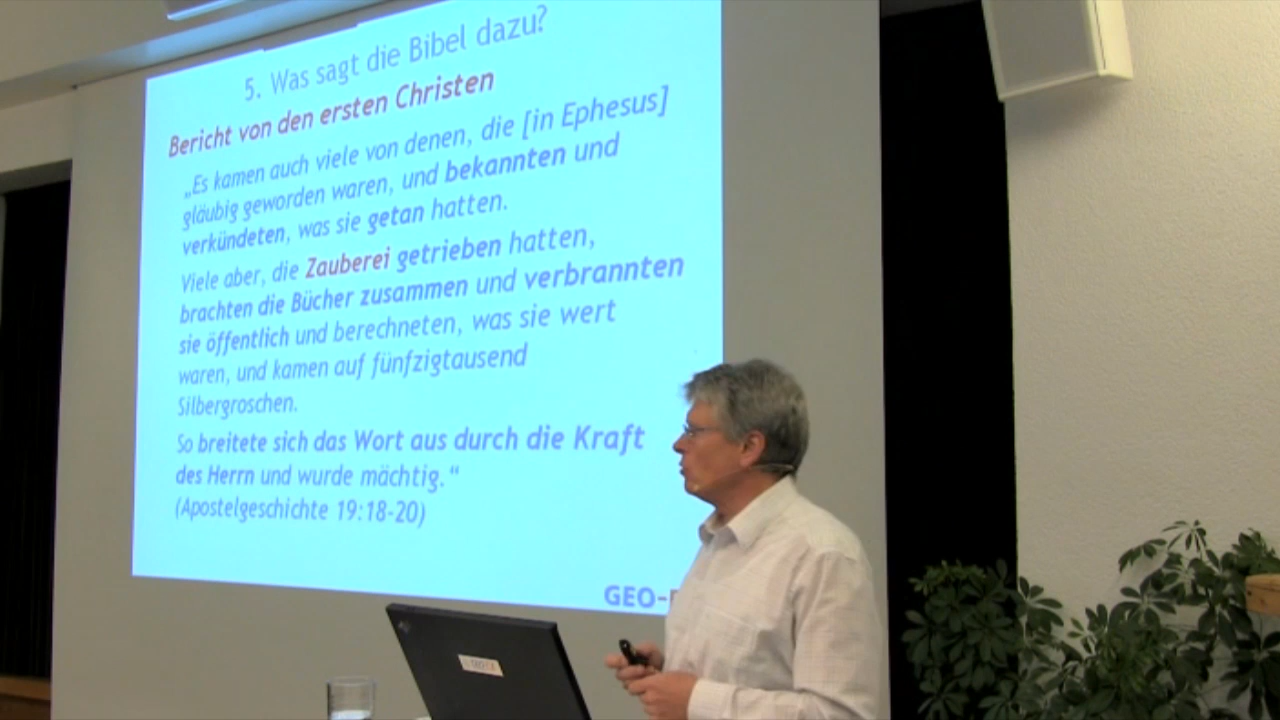 5. Was sagt die Bibel dazu?
Bericht von den ersten Christen
„Es kamen auch viele von denen, die [in Ephesus]
gläubig geworden waren, und bekannten und
verkündeten, was sie getan hatten.
Viele aber, die Zauberei getrieben hatten,
brachten die Bücher zusammen und verbrannten
sie öffentlich und berechneten, was sie wert
waren, und kamen auf fünfzigtausend
Silbergroschen.
So breitete sich das Wort aus durch die Kraft
des Herrn und wurde mächtig.“
(Apostelgeschichte 19:18-20)
GEO-